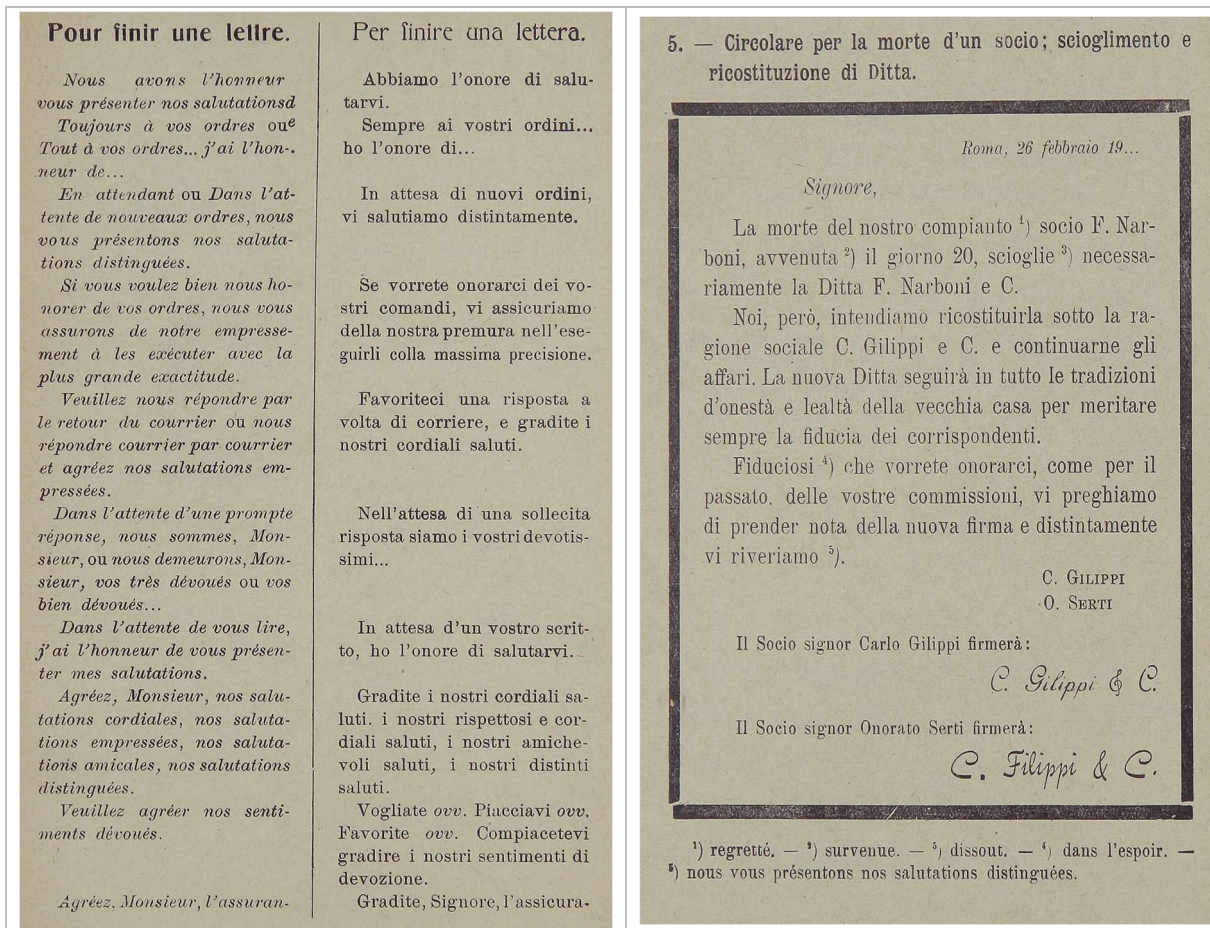 Pour finir une lettre.
Nous avons l'honneur
vous présenter nos salutationsd
Toujours à vos ordres oue
Tout à vos ordres... j'ai l'hon-.
neur de...
En attendant ou Dans l'at-
tente de nouveaux ordres, nous
vous présentons nos saluta-
tions distinguées.
Si vous voulez bien nous ho-
norer de vos ordres, nous vous
assurons de notre empresse-
ment à les exécuter avec la
plus grande exactitude.
Veuillez nous répondre par
le retour du courrier ou nous
répondre courrier par courrier
et agréez nos salutations em-
pressées.
Dans l'attente d'une prompte
réponse, nous sommes, Mon-
sieur, ou nous demeurons, Mon-
sieur, vos très dévoués ou vos
bien dévoués...
Dans l'attente de vous lire,
j'ai l'honneur de vous présen-
ter mes salutations.
Agréez, Monsieur, nos salu-
tations cordiales, nos saluta-
tions empressées, nos saluta-
tions amicales, nos salutations
distinguées.
Veuillez agréer nos senti-
ments dévoués.
Agréez, Monsieur, l'assuran-
Per finire una lettera.
Abbiamo l'onore di salu-
tarvi.
Sempre ai vostri ordini...
ho l'onore di...
In attesa di nuovi ordini,
vi salutiamo distintamente.
Se vorrete onorarci dei vo-
stri comandi, vi assicuriamo
della nostra premura nell'ese-
guirli colla massima precisione.
Favoriteci una risposta a
volta di corriere, e gradite i
nostri cordiali saluti.
Nell'attesa di una sollecita
risposta siamo i vostri devotis-
simi...
In attesa d'un vostro scrit-
to, ho l'onore di salutarvi.
Gradite i nostri cordiali sa-
luti. i nostri rispettosi e cor-
diali saluti, i nostri amiche-
voli saluti, i nostri distinti
saluti.
Vogliate ovv. Piacciavi ovv.
Favorite ovv. Compiacetevi
gradire i nostri sentimenti di
devozione.
Gradite, Signore, l'assicura-
5. — Circolare per la morte d'un socio; scioglimento e
ricostituzione di Ditta.
Roma, 26 febbraio 19...
Signore,
La morte del nostro compianto ¹) socio F. Nar-
boni, avvenuta ²) il giorno 20, scioglie ³) necessa-
riamente la Ditta F. Narboni e C.
Noi, però, intendiamo ricostituirla sotto la ra-
gione sociale C. Gilippi e C. e continuarne gli
affari. La nuova Ditta seguirà in tutto le tradizioni
d'onestà e lealtà della vecchia casa per meritare
sempre la fiducia dei corrispondenti.
Fiduciosi ⁴) che vorrete onorarci, come per il
passato, delle vostre commissioni, vi preghiamo
di prender nota della nuova firma e distintamente
vi riveriamo ⁵).
C. GILIPPI
O. SERTI
Il Socio signor Carlo Gilippi firmerà:
C. Gilippi & C.
Il Socio signor Onorato Serti firmerà:
C. Filippi & C.
¹) regretté. — ²) survenue. — ³) dissout. — ⁴) dans l'espoir. —
⁵) nous vous présentons nos salutations distinguées.